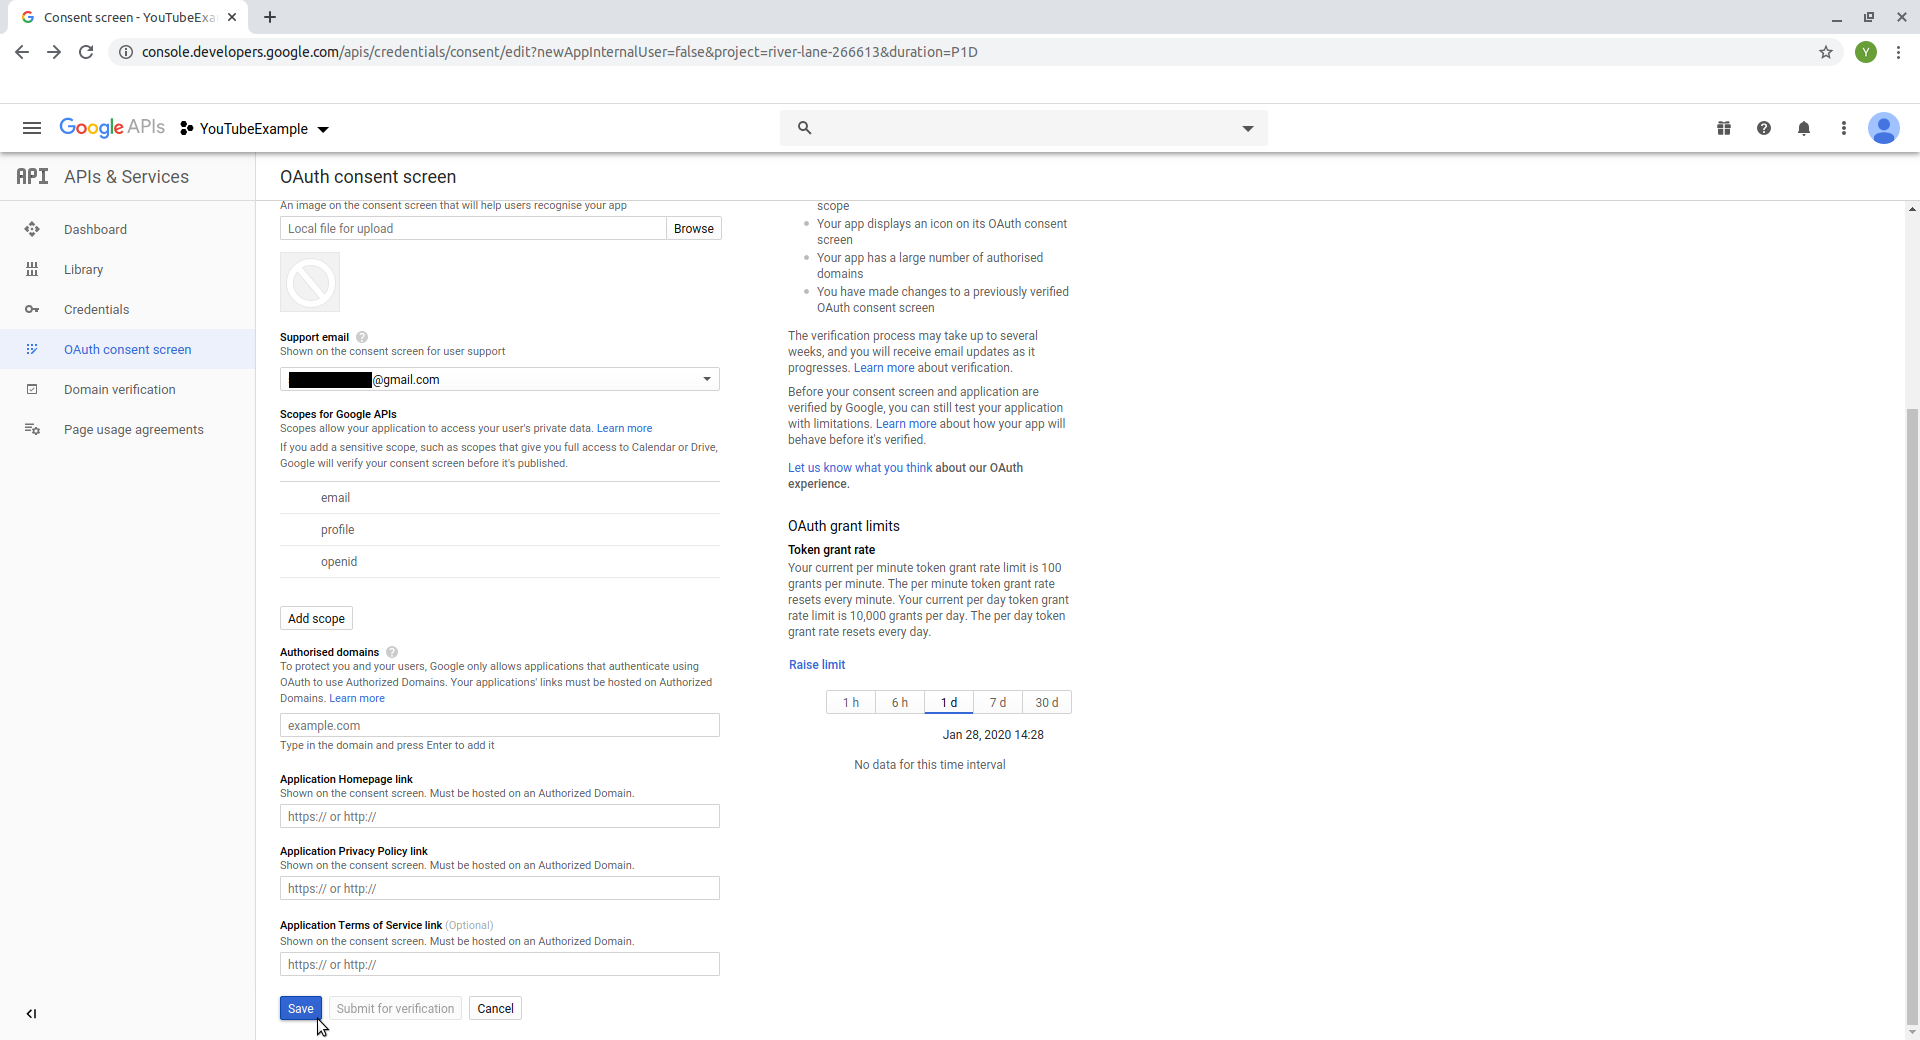 Consent screen - YouTubeExa
console.developers.google.com/apis/credentials/consent/edit?newAppInternalUser=false&project=river-lane-266613&duration=P1D
Y
Google APIs
YouTubeExample
API APIs & Services
Dashboard
Library
Credentials
OAuth consent screen
Domain verification
Page usage agreements
OAuth consent screen
An image on the consent screen that will help users recognise your app
Local file for upload
Browse
Support email
Shown on the consent screen for user support
@gmail.com
Scopes for Google APIs
Scopes allow your application to access your user's private data. Learn more
If you add a sensitive scope, such as scopes that give you full access to Calendar or Drive,
Google will verify your consent screen before it's published.
email
profile
openid
Add scope
Authorised domains
To protect you and your users, Google only allows applications that authenticate using
OAuth to use Authorized Domains. Your applications' links must be hosted on Authorized
Domains. Learn more
example.com
Type in the domain and press Enter to add it
Application Homepage link
Shown on the consent screen. Must be hosted on an Authorized Domain.
https:// or http://
Application Privacy Policy link
Shown on the consent screen. Must be hosted on an Authorized Domain.
https:// or http://
Application Terms of Service link (Optional)
Shown on the consent screen. Must be hosted on an Authorized Domain.
https:// or http://
Save
Submit for verification
Cancel
scope
Your app displays an icon on its OAuth consent
screen
Your app has a large number of authorised
domains
You have made changes to a previously verified
OAuth consent screen
The verification process may take up to several
weeks, and you will receive email updates as it
progresses. Learn more about verification.
Before your consent screen and application are
verified by Google, you can still test your application
with limitations. Learn more about how your app will
behave before it's verified.
Let us know what you think about our OAuth
experience.
OAuth grant limits
Token grant rate
Your current per minute token grant rate limit is 100
grants per minute. The per minute token grant rate
resets every minute. Your current per day token grant
rate limit is 10,000 grants per day. The per day token
grant rate resets every day.
Raise limit
1 h
6 h
1 d
7 d
30 d
Jan 28, 2020 14:28
No data for this time interval